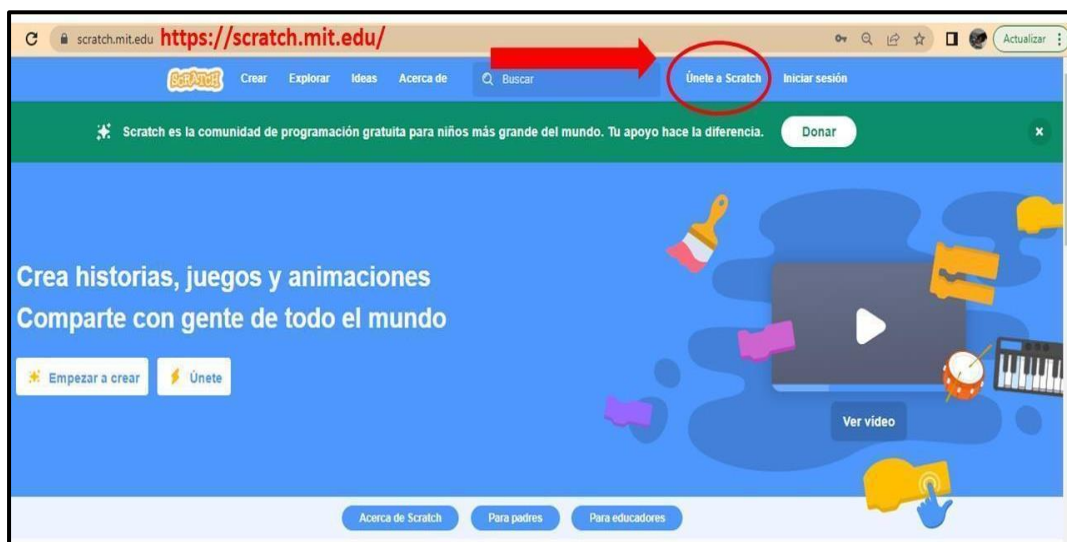 scratch.mit.edu https://scratch.mit.edu/ Actualizar
SCRATCH Crear Explorar Ideas Acerca de Buscar Únete a Scratch Iniciar sesión
Scratch es la comunidad de programación gratuita para niños más grande del mundo. Tu apoyo hace la diferencia. Donar
Crea historias, juegos y animaciones
Comparte con gente de todo el mundo
Empezar a crear Únete
Ver vídeo
Acerca de Scratch Para padres Para educadores